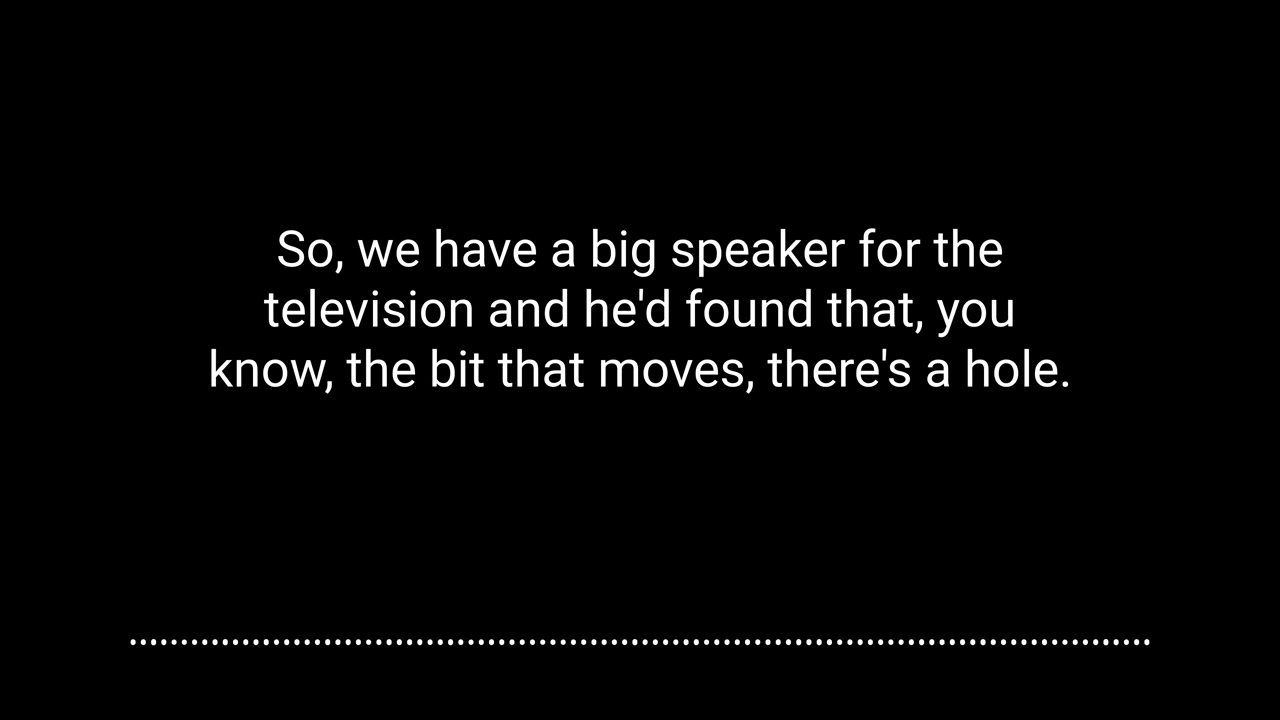 So, we have a big speaker for the
television and he'd found that, you
know, the bit that moves, there's a hole.